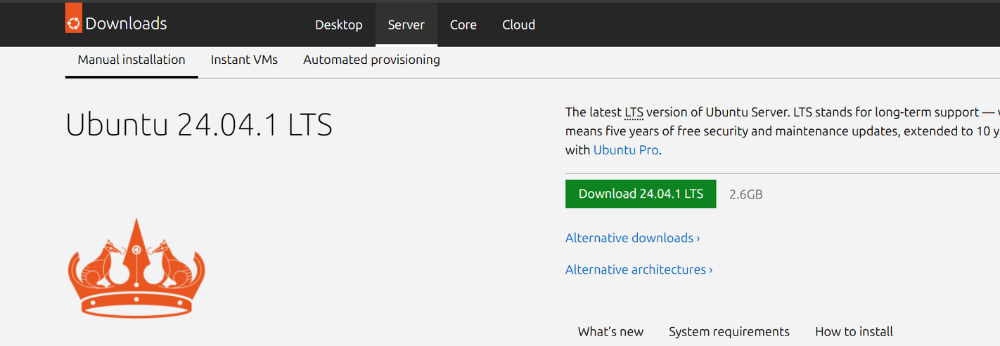 Downloads
Desktop Server Core Cloud
Manual installation Instant VMs Automated provisioning
Ubuntu 24.04.1 LTS
The latest LTS version of Ubuntu Server. LTS stands for long-term support —
means five years of free security and maintenance updates, extended to 10
with Ubuntu Pro.
Download 24.04.1 LTS 2.6GB
Alternative downloads ›
Alternative architectures ›
What's new System requirements How to install